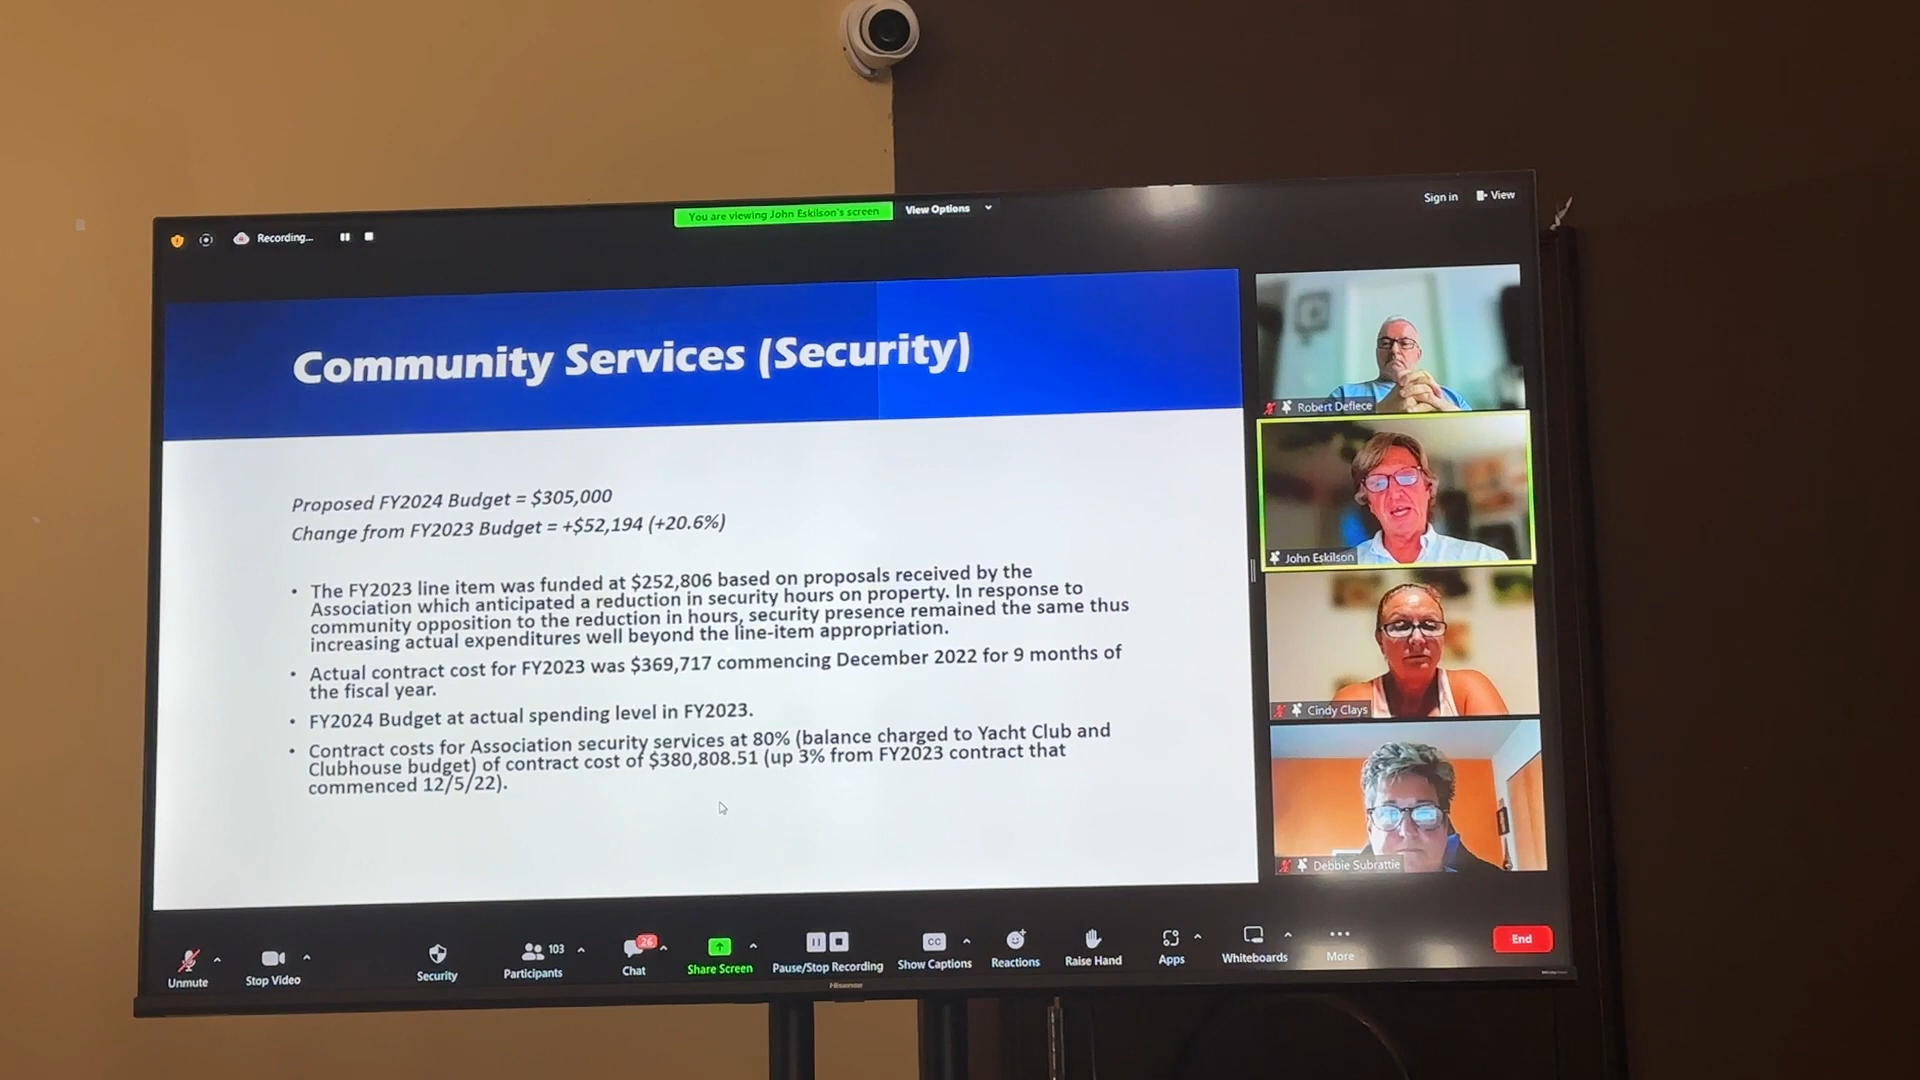 You are viewing John Eskilson's screen
View Options
Sign in
View
Recording...
Community Services (Security)
Proposed FY2024 Budget = $305,000
Change from FY2023 Budget = +$52,194 (+20.6%)
• The FY2023 line item was funded at $252,806 based on proposals received by the
Association which anticipated a reduction in security hours on property. In response to
community opposition to the reduction in hours, security presence remained the same thus
increasing actual expenditures well beyond the line-item appropriation.
• Actual contract cost for FY2023 was $369,717 commencing December 2022 for 9 months of
the fiscal year.
• FY2024 Budget at actual spending level in FY2023.
• Contract costs for Association security services at 80% (balance charged to Yacht Club and
Clubhouse budget) of contract cost of $380,808.51 (up 3% from FY2023 contract that
commenced 12/5/22).
Robert Deflece
John Eskilson
Cindy Clays
Debbie Subrattie
Unmute
Stop Video
Security
103
Participants
26
Chat
Share Screen
Pause/Stop Recording
CC
Show Captions
Reactions
Raise Hand
Apps
Whiteboards
More
End
Hisense